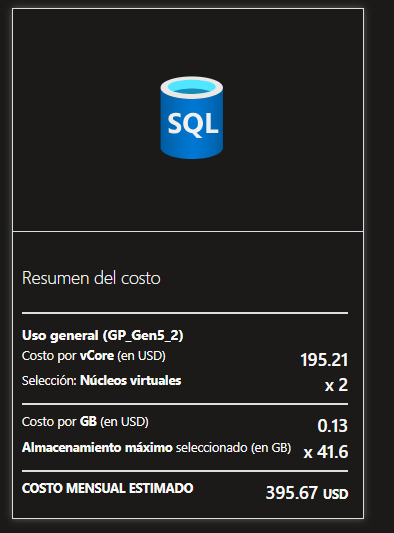 SQL
Resumen del costo
Uso general (GP_Gen5_2)
Costo por vCore (en USD) 195.21
Selección: Núcleos virtuales x 2
Costo por GB (en USD) 0.13
Almacenamiento máximo seleccionado (en GB) x 41.6
COSTO MENSUAL ESTIMADO 395.67 USD